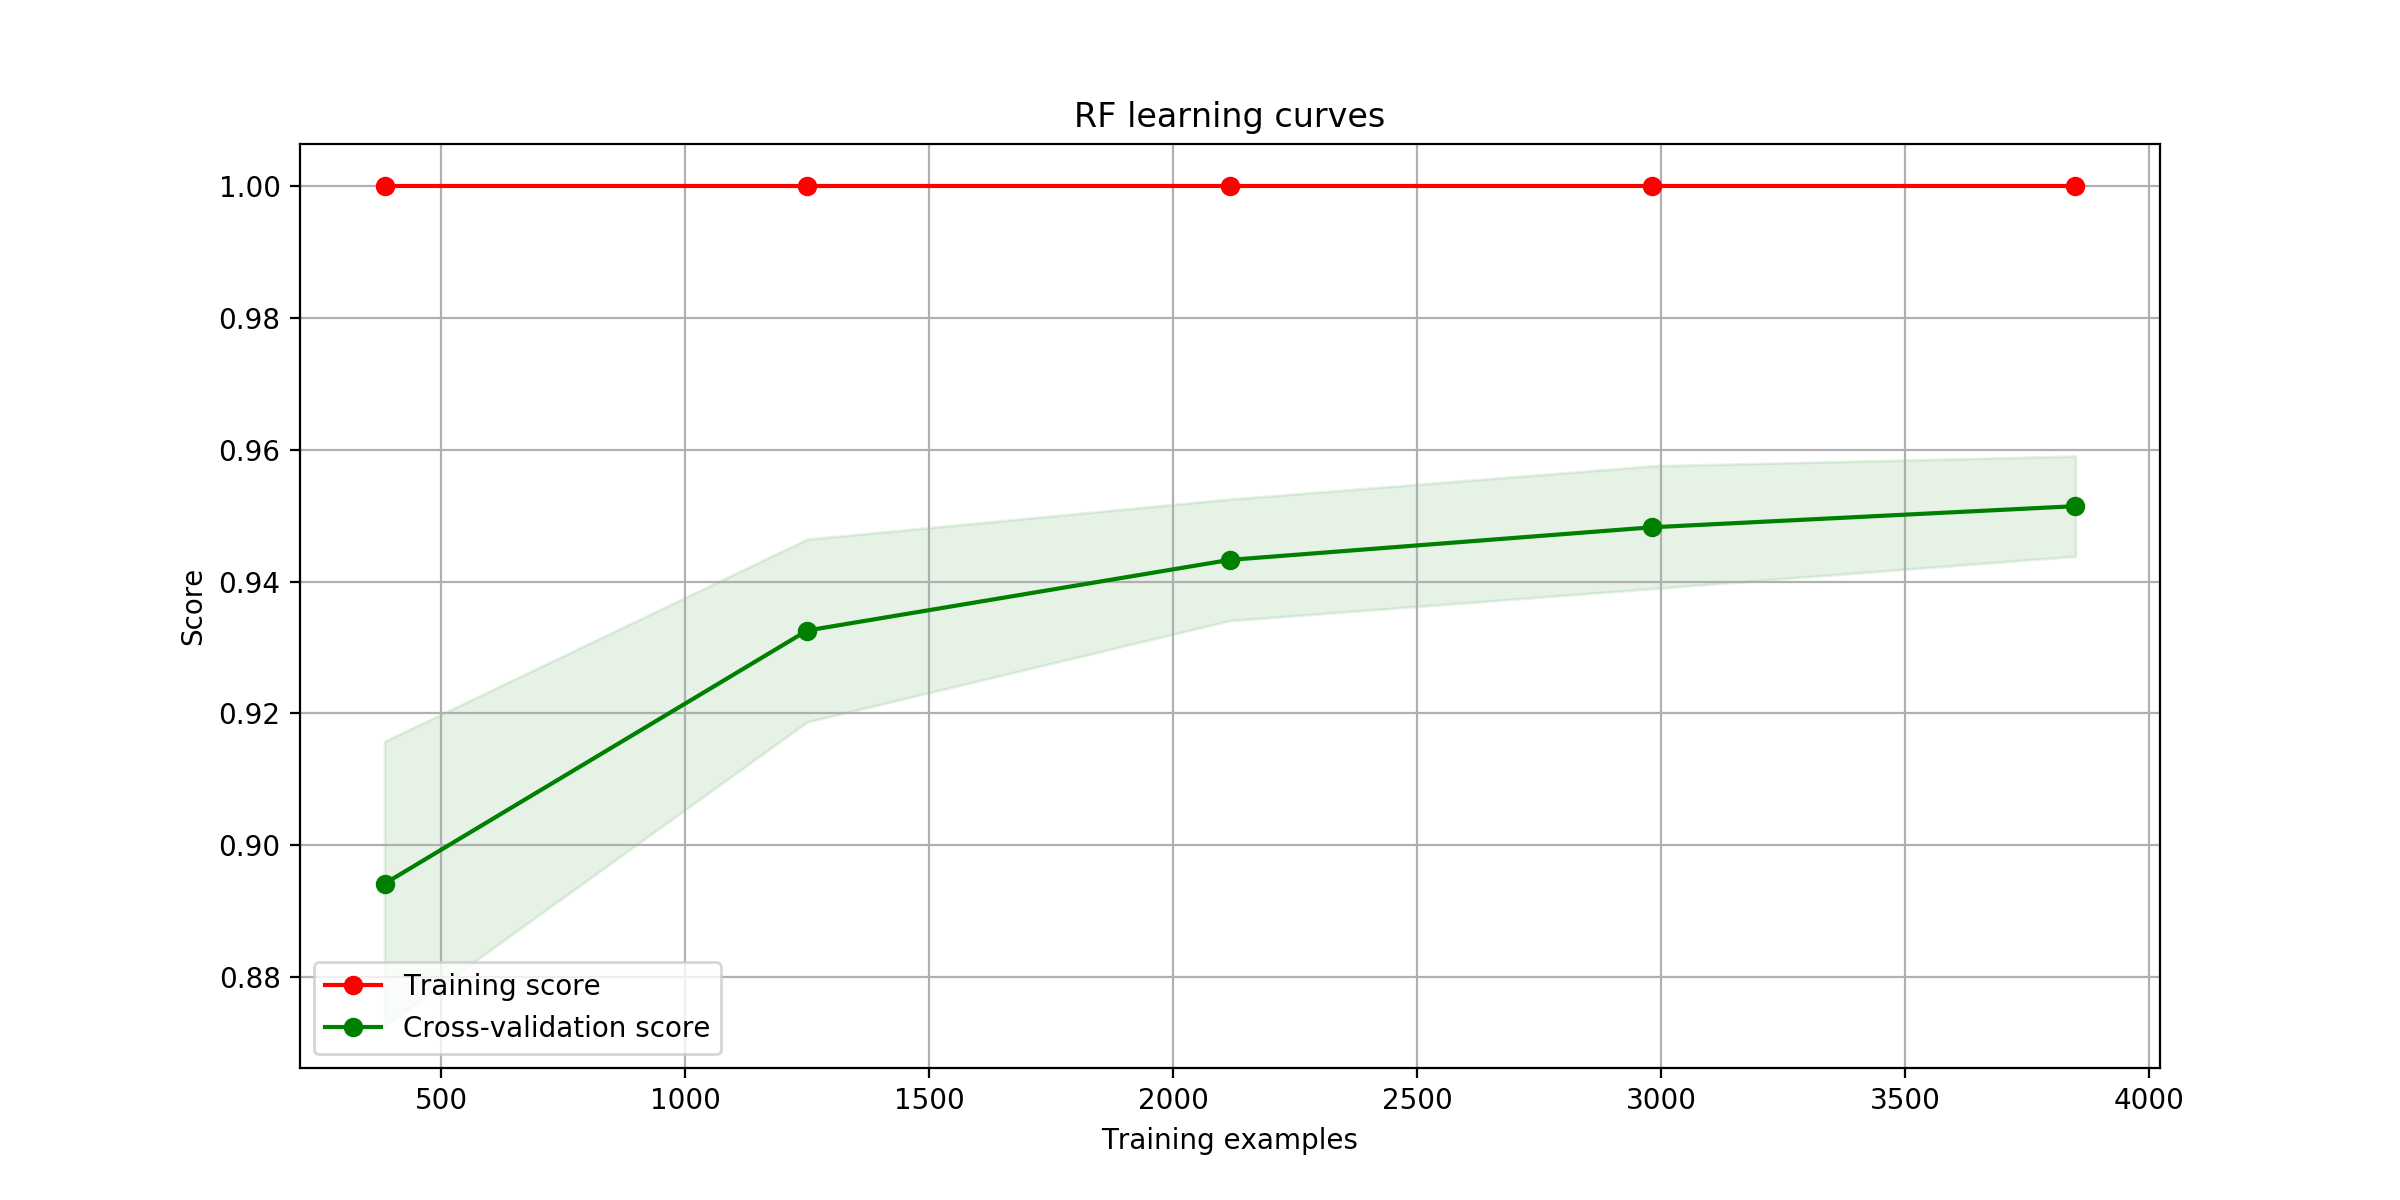 RF learning curves
1.00
0.98
0.96
0.94
0.92
0.90
0.88
Score
Training score
Cross-validation score
500 1000 1500 2000 2500 3000 3500 4000
Training examples